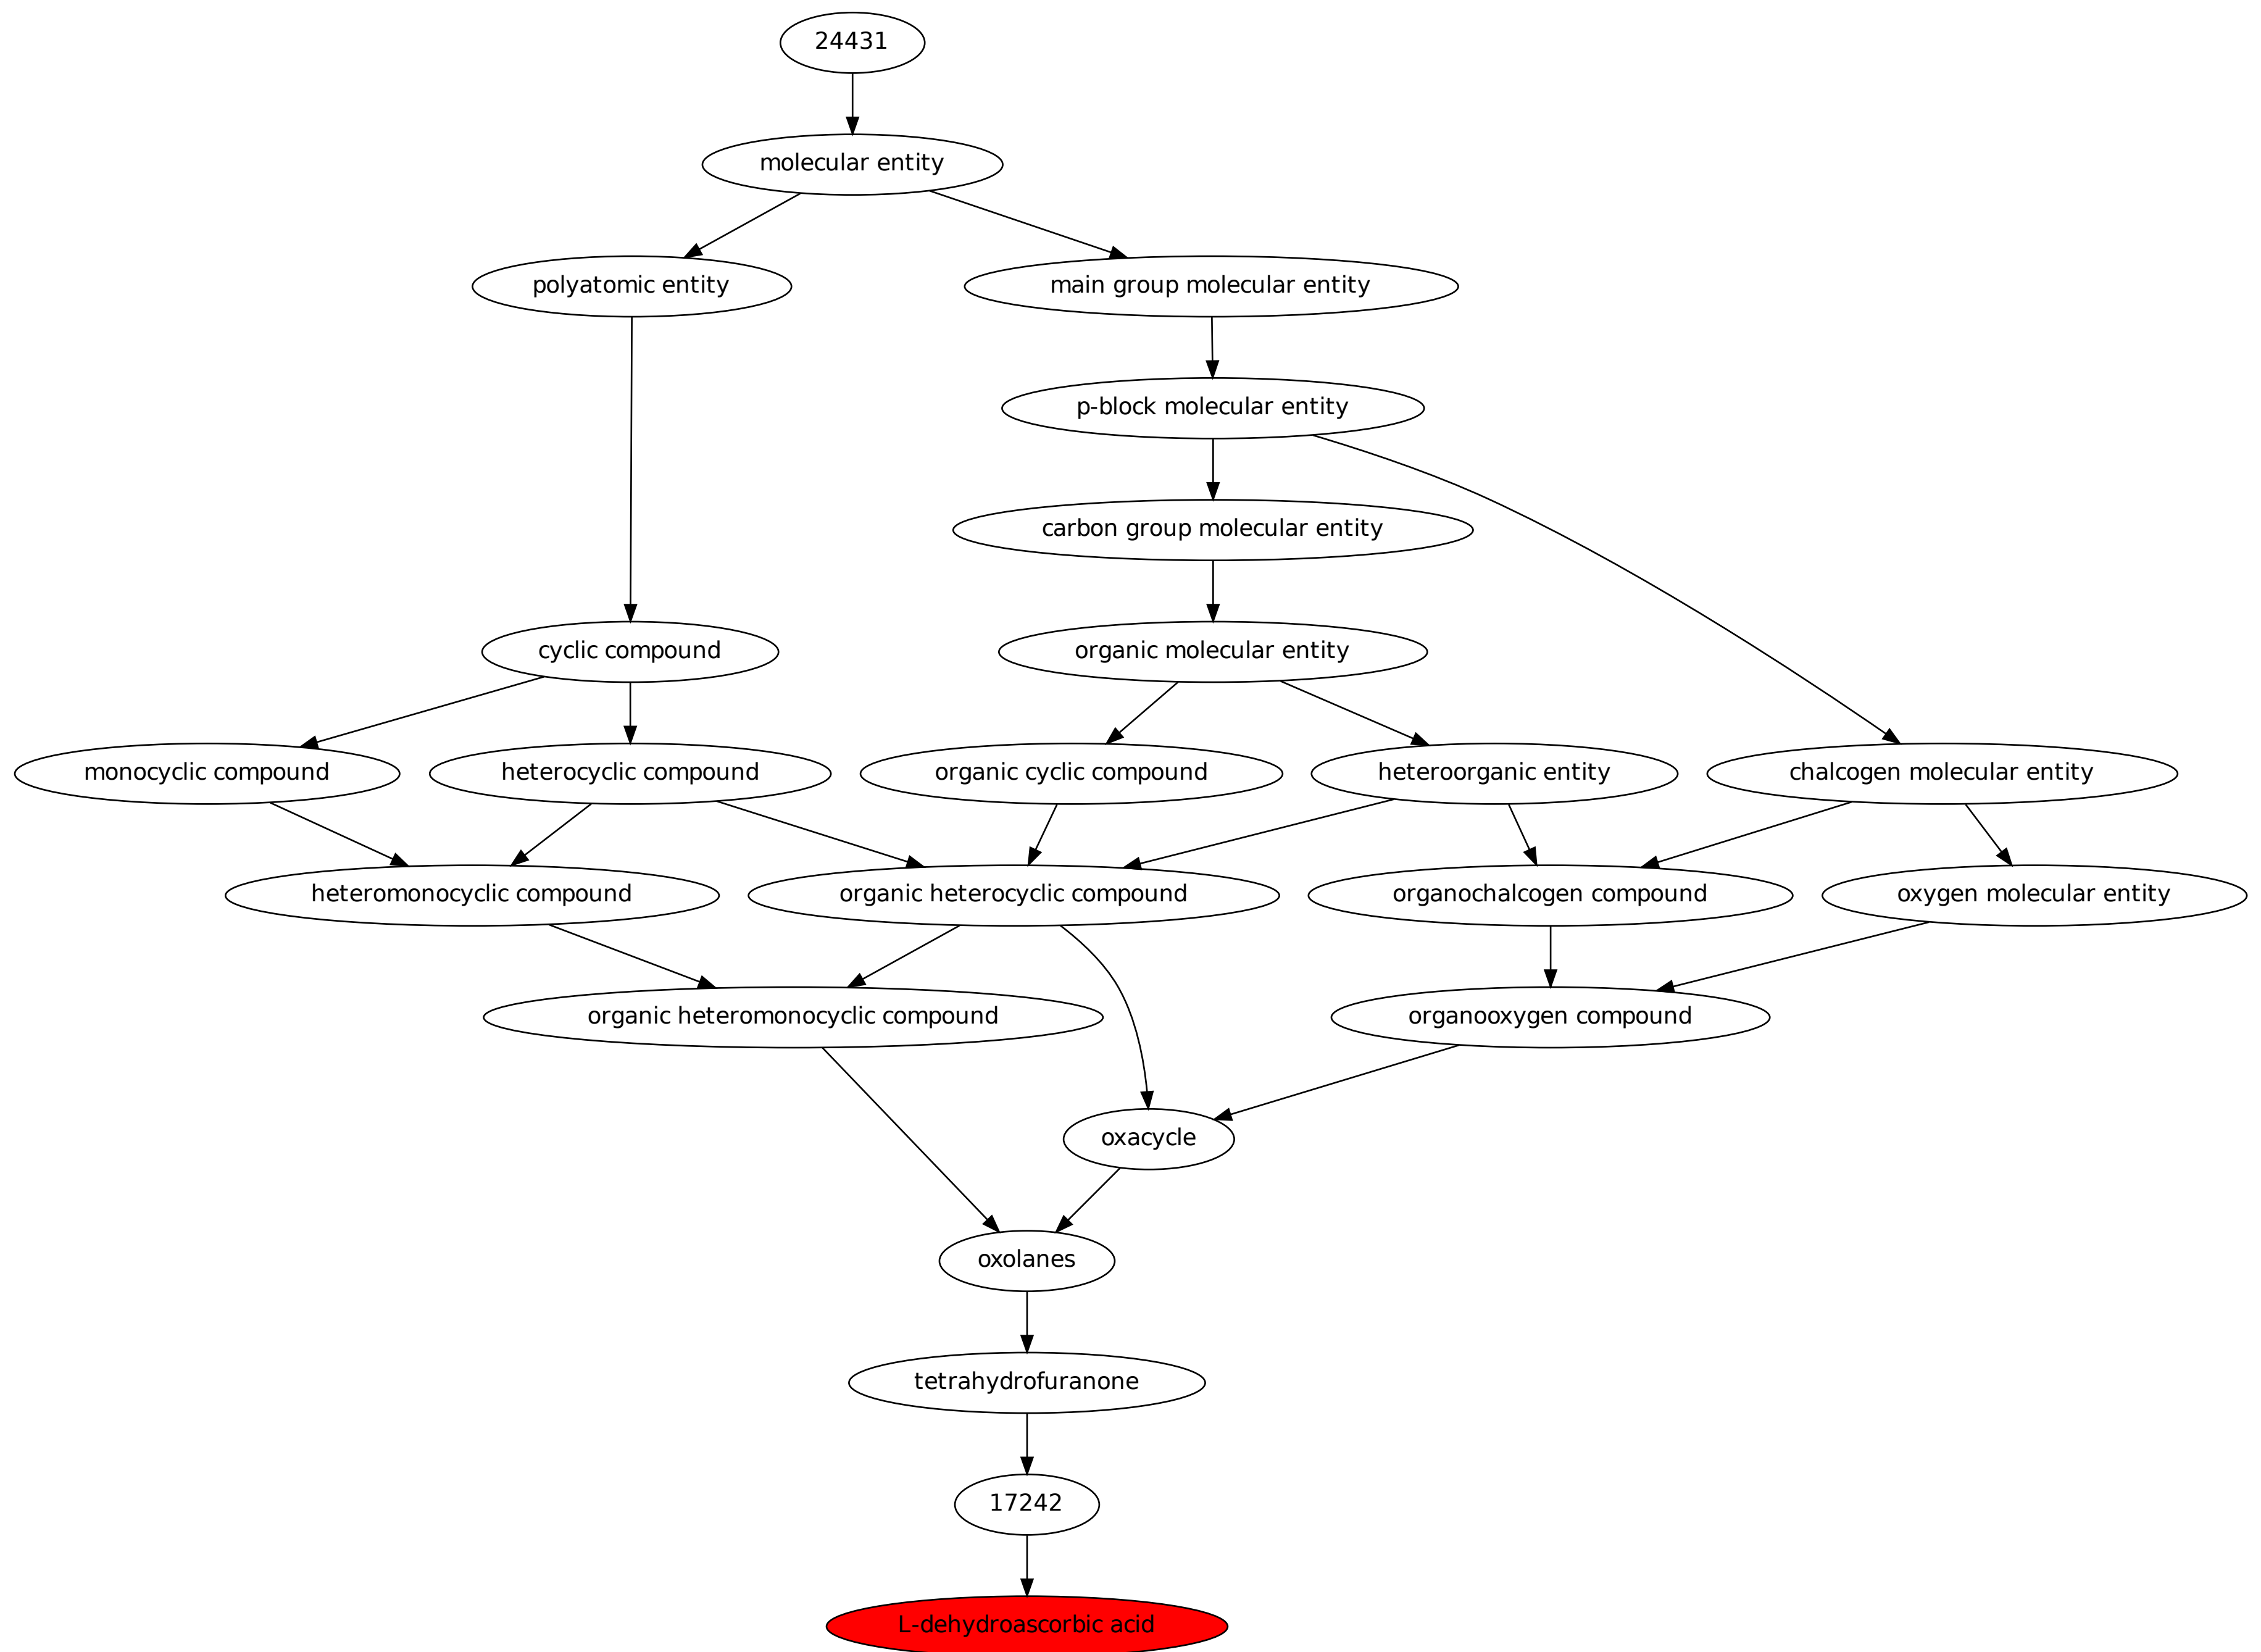 24431
molecular entity
polyatomic entity
main group molecular entity
p-block molecular entity
carbon group molecular entity
cyclic compound
organic molecular entity
monocyclic compound
heterocyclic compound
organic cyclic compound
heteroorganic entity
chalcogen molecular entity
heteromonocyclic compound
organic heterocyclic compound
organochalcogen compound
oxygen molecular entity
organic heteromonocyclic compound
organooxygen compound
oxacycle
oxolanes
tetrahydrofuranone
17242
L-dehydroascorbic acid